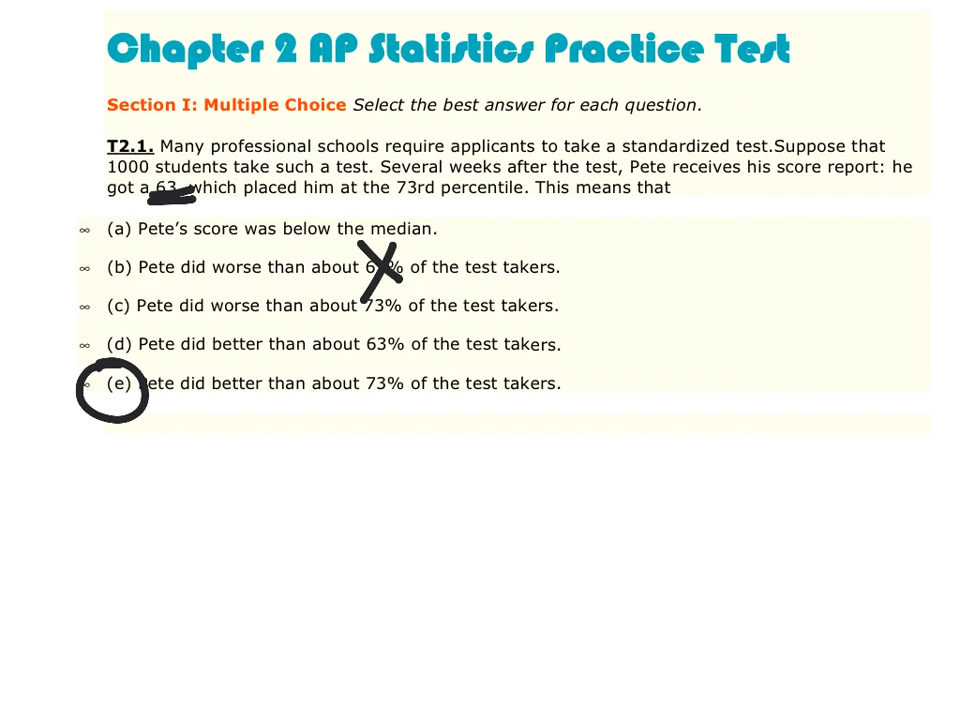 Chapter 2 AP Statistics Practice Test
Section I: Multiple Choice Select the best answer for each question.
T2.1. Many professional schools require applicants to take a standardized test.Suppose that
1000 students take such a test. Several weeks after the test, Pete receives his score report: he
got a 63, which placed him at the 73rd percentile. This means that
∞ (a) Pete’s score was below the median.
∞ (b) Pete did worse than about of the test takers.
∞ (c) Pete did worse than about 73% of the test takers.
∞ (d) Pete did better than about 63% of the test takers.
∞ (e) Pete did better than about 73% of the test takers.